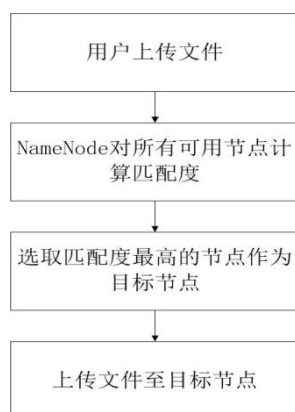 用户上传文件
NameNode对所有可用节点计
算匹配度
选取匹配度最高的节点作为
目标节点
上传文件至目标节点